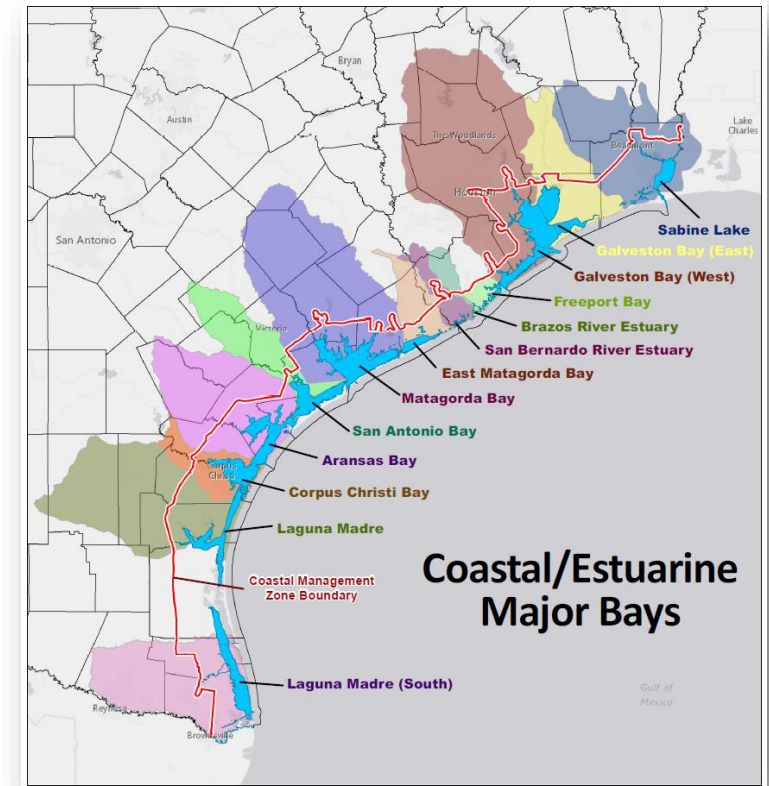 Bryan
Austin
The Woodlands
Lake
Charles
Beaumont
Houston
San Antonio
Sabine Lake
Galveston Bay (East)
Galveston Bay (West)
Freeport Bay
Victoria
Brazos River Estuary
San Bernardo River Estuary
East Matagorda Bay
Matagorda Bay
San Antonio Bay
Aransas Bay
Corpus
Christi
Corpus Christi Bay
Laguna Madre
Coastal/Estuarine
Major Bays
Coastal Management
Zone Boundary
Laguna Madre (South)
Gulf of
Mexico
Reynosa
Brownsville